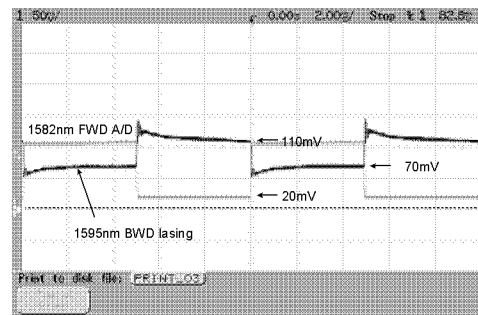 1 50%/ 0.00s 2.00s/ Stop 1 82.5%
1582nm FWD A/D
110mV
70mV
20mV
1595nm BWD lasing
Print to disk file: PRINT_03